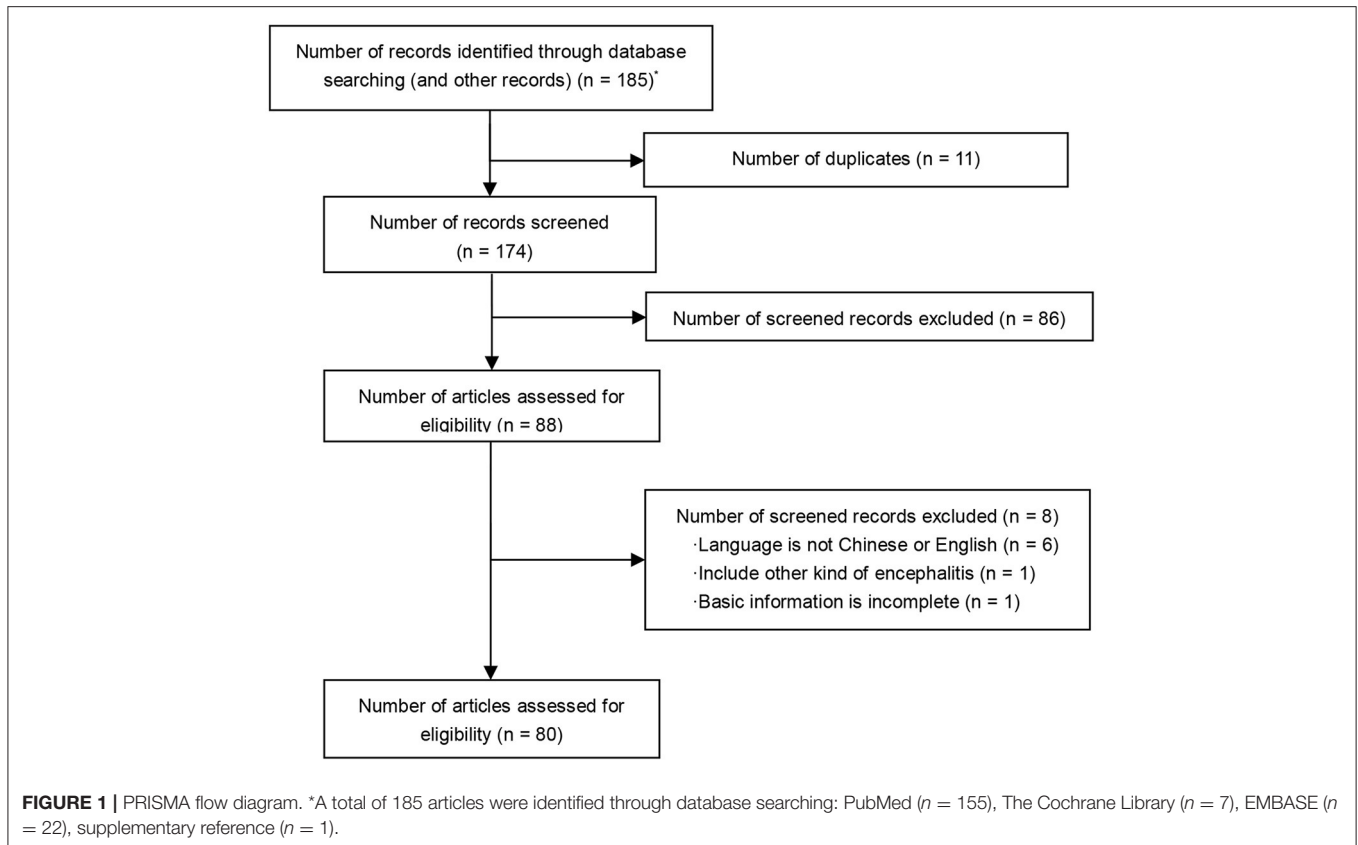 Number of records identified through database
searching (and other records) (n = 185)*
Number of duplicates (n = 11)
Number of records screened
(n = 174)
Number of screened records excluded (n = 86)
Number of articles assessed for
eligibility (n = 88)
Number of screened records excluded (n = 8)
·Language is not Chinese or English (n = 6)
·Include other kind of encephalitis (n = 1)
·Basic information is incomplete (n = 1)
Number of articles assessed for
eligibility (n = 80)
FIGURE 1 | PRISMA flow diagram. *A total of 185 articles were identified through database searching: PubMed (n = 155), The Cochrane Library (n = 7), EMBASE (n
= 22), supplementary reference (n = 1).